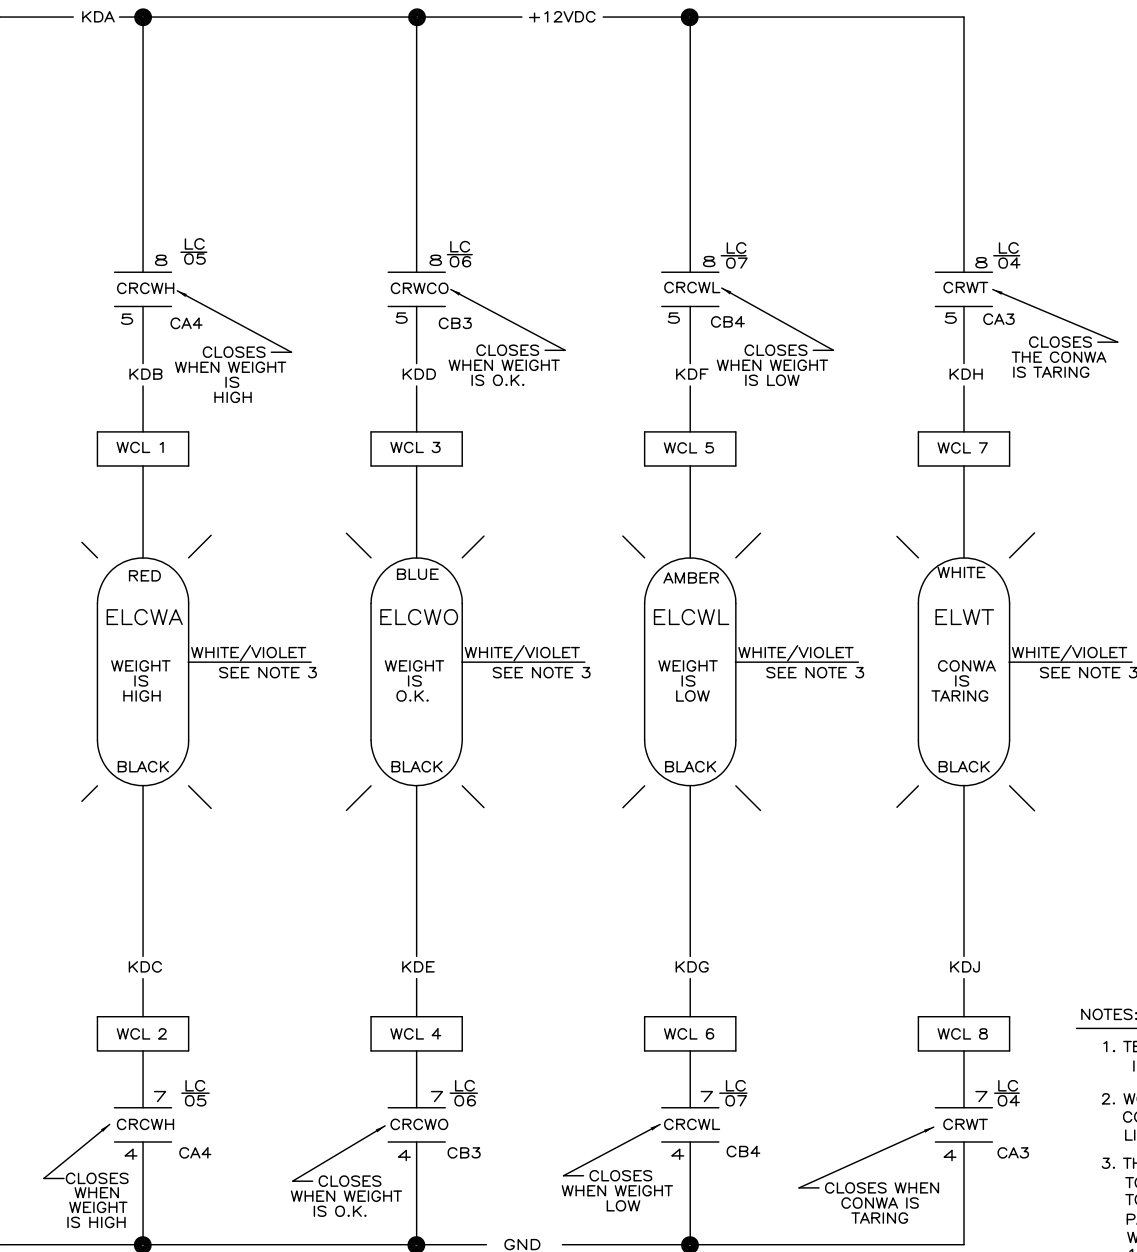 KDA
+12VDC
8 LC
05
CRCWH
5 CA4
CLOSES
WHEN WEIGHT
IS
HIGH
KDB
WCL 1
RED
ELCWA
WEIGHT
IS
HIGH
WHITE/VIOLET
SEE NOTE 3
BLACK
KDC
WCL 2
7 LC
05
CRCWH
4 CA4
CLOSES
WHEN
WEIGHT
IS HIGH
8 LC
06
CRWCO
5 CB3
CLOSES
WHEN WEIGHT
IS O.K.
KDD
WCL 3
BLUE
ELCWO
WEIGHT
IS
O.K.
WHITE/VIOLET
SEE NOTE 3
BLACK
KDE
WCL 4
7 LC
06
CRCWO
4 CB3
CLOSES
WHEN WEIGHT
IS O.K.
8 LC
07
CRCWL
5 CB4
CLOSES
WHEN WEIGHT
IS LOW
KDF
WCL 5
AMBER
ELCWL
WEIGHT
IS
LOW
WHITE/VIOLET
SEE NOTE 3
BLACK
KDG
WCL 6
7 LC
07
CRCWL
4 CB4
CLOSES
WHEN WEIGHT
LOW
8 LC
04
CRWT
5 CA3
CLOSES
THE CONWA
IS TARING
KDH
WCL 7
WHITE
ELWT
CONWA
IS
TARING
WHITE/VIOLET
SEE NOTE 3
BLACK
KDJ
WCL 8
7 LC
04
CRWT
4 CA3
CLOSES WHEN
CONWA IS
TARING
GND
NOTES:
1.
2.
3.